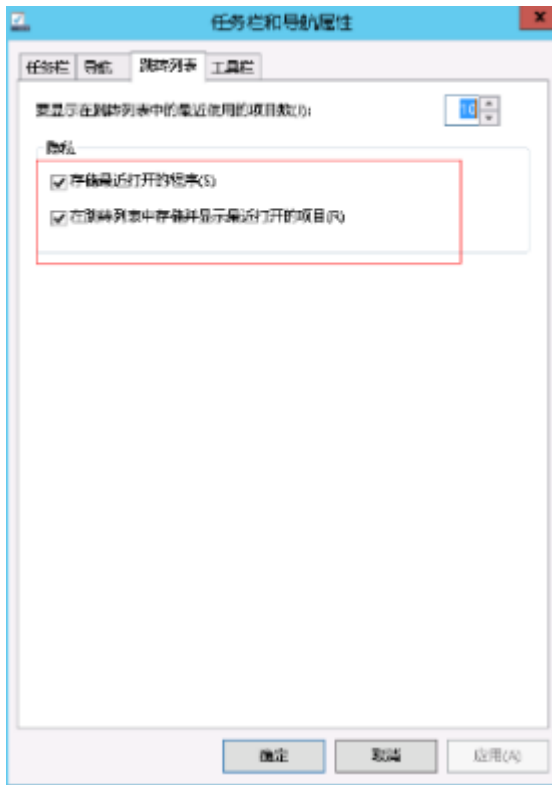 任务栏和导航属性
任务栏 导航 跳转列表 工具栏
要显示在跳转列表中的最近使用的项目数(J): 10
隐私
存储最近打开的程序(S)
在跳转列表中存储并显示最近打开的项目(R)
确定 取消 应用(A)